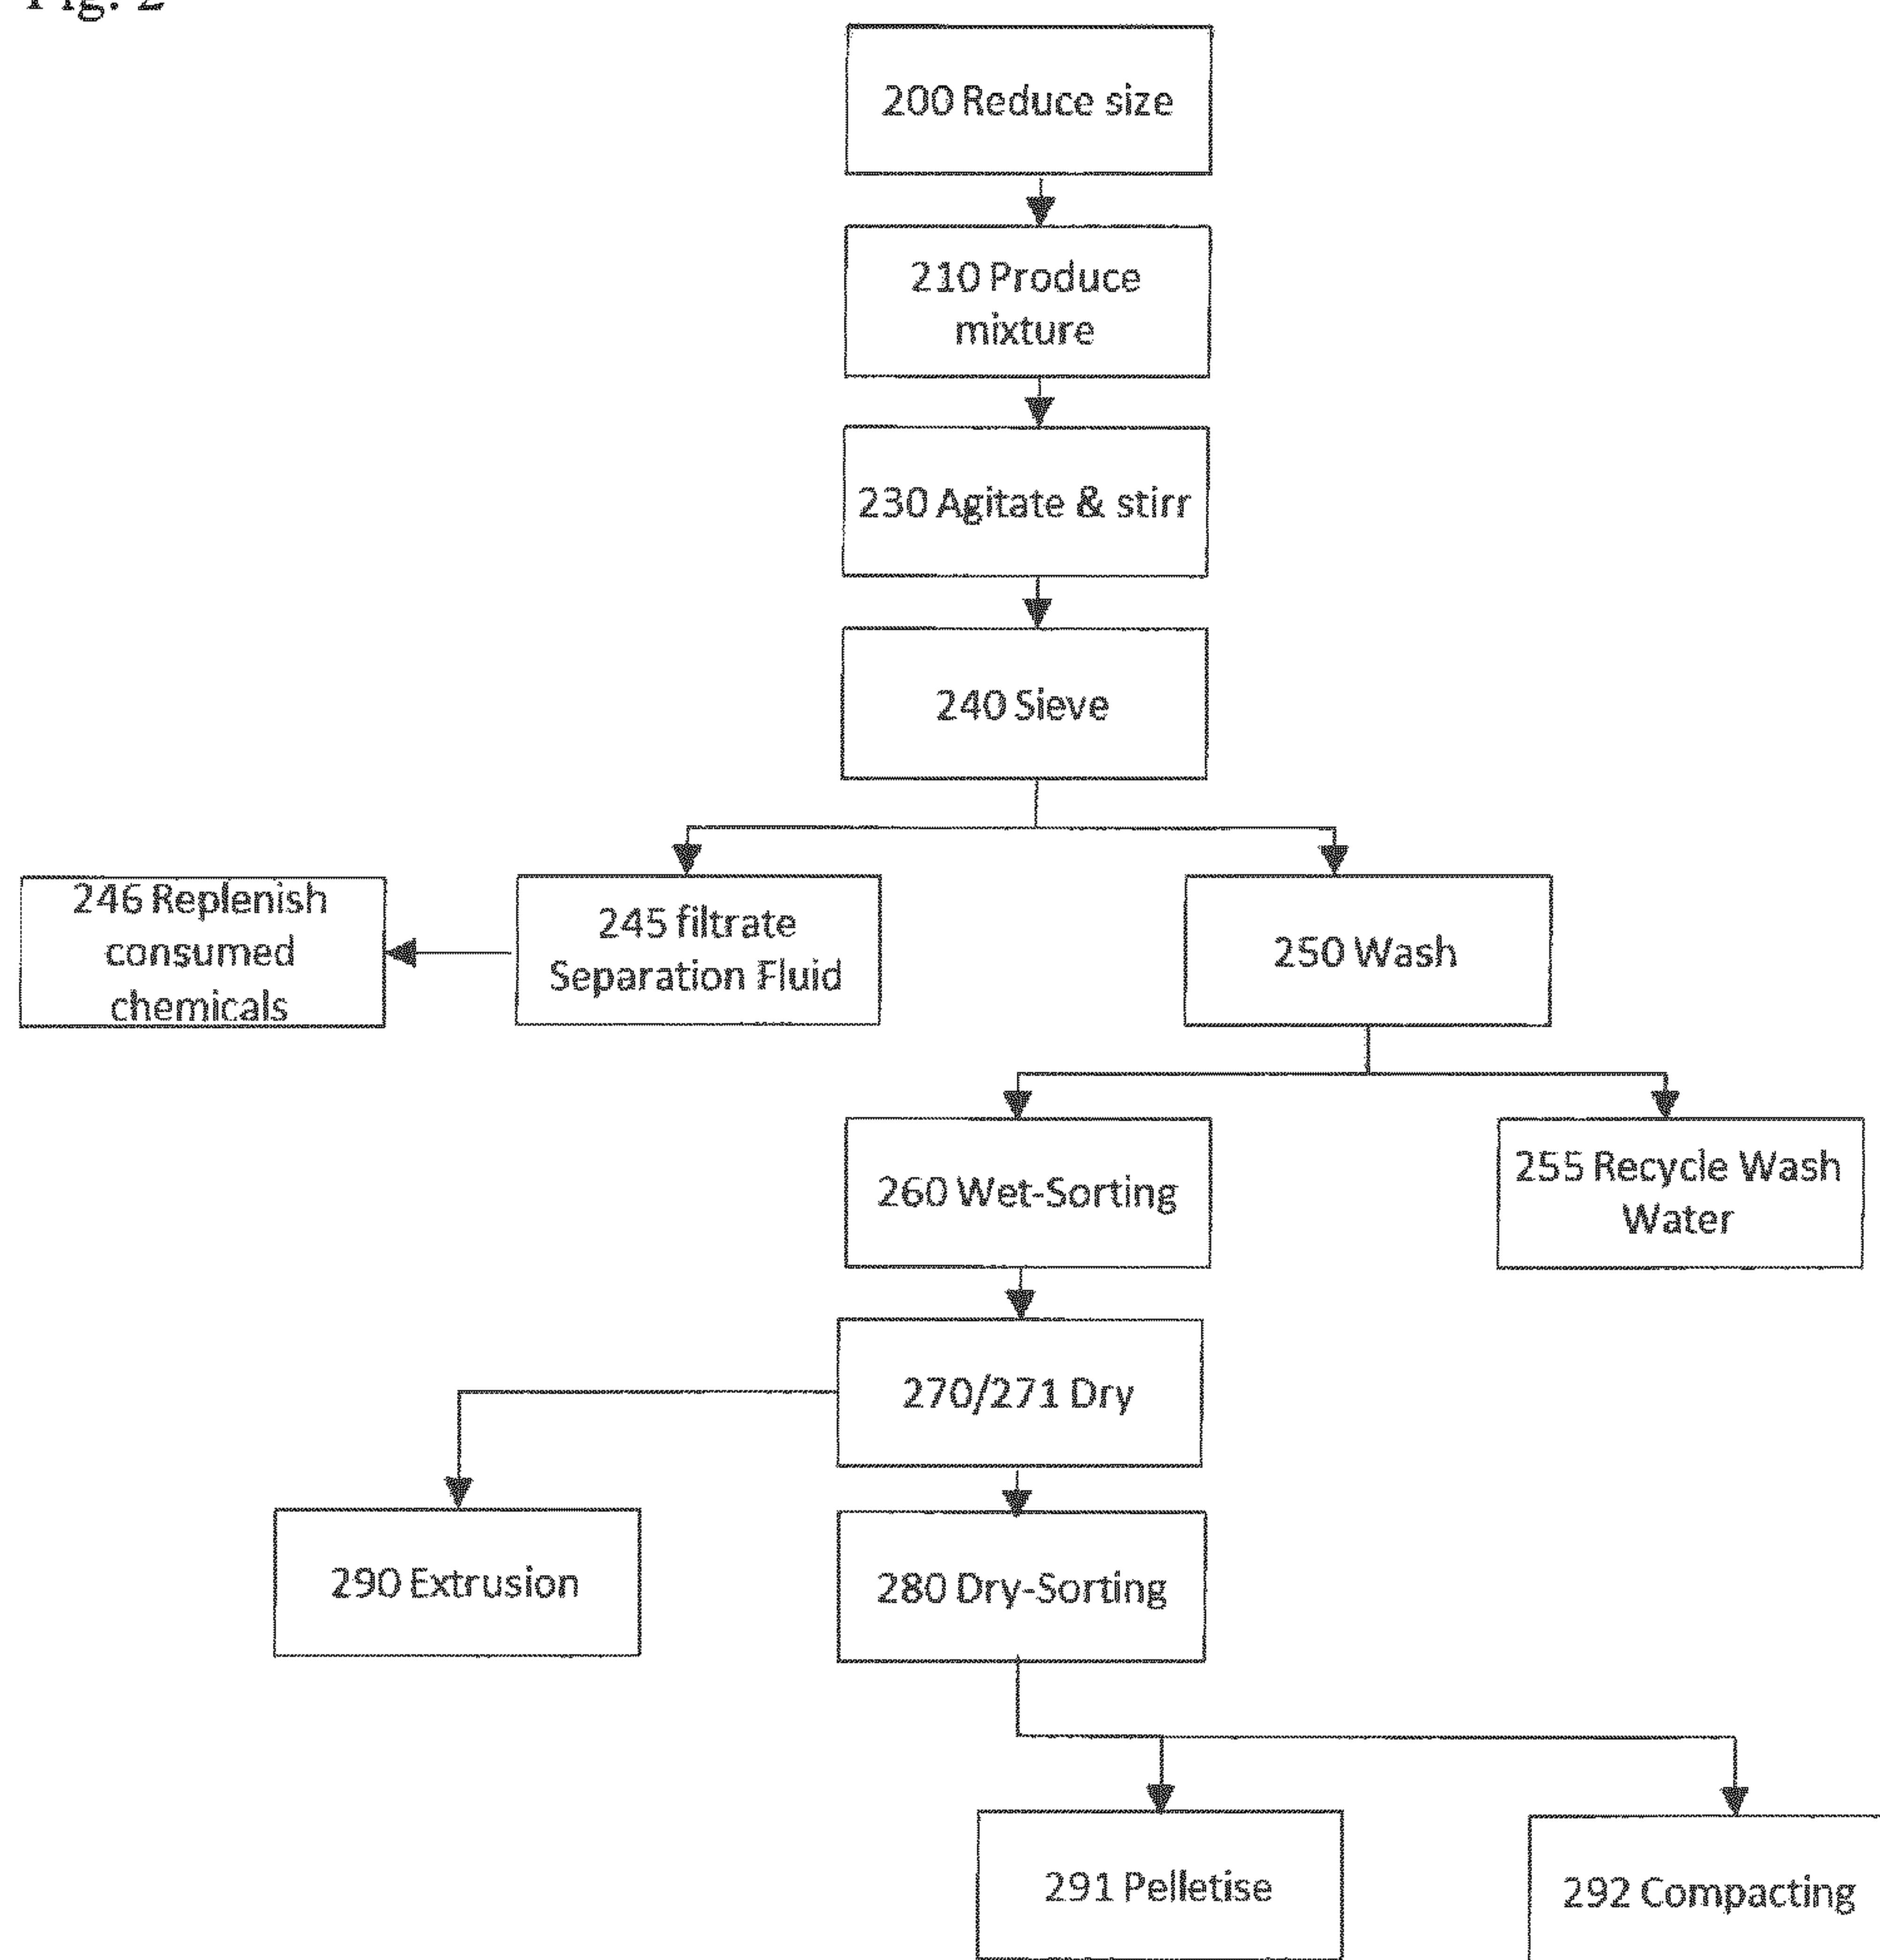 Fig. 2
200 Reduce size
210 Produce
mixture
230 Agitate & stirr
240 Sieve
246 Replenish
consumed
chemicals
245 filtrate
Separation Fluid
250 Wash
260 Wet-Sorting
255 Recycle Wash
Water
270/271 Dry
290 Extrusion
280 Dry-Sorting
291 Pelletise
292 Compacting